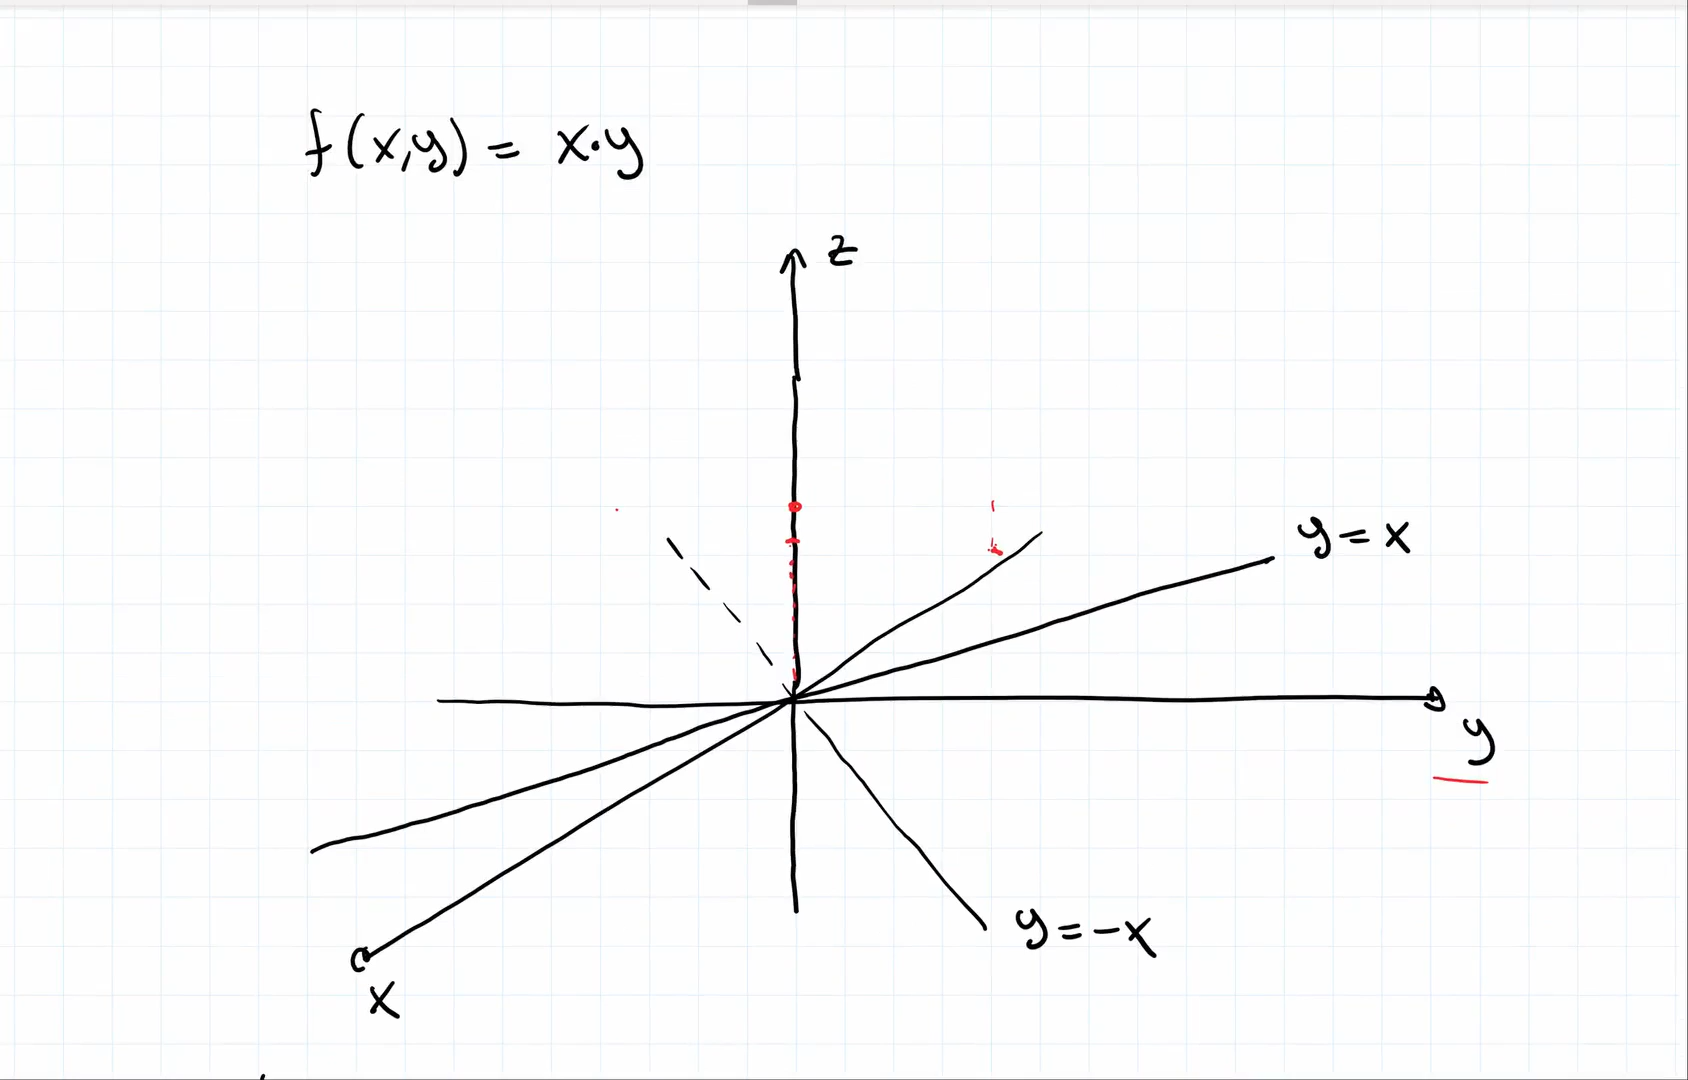 f(x,y) = x·y
z
y = x
y
y = -x
x